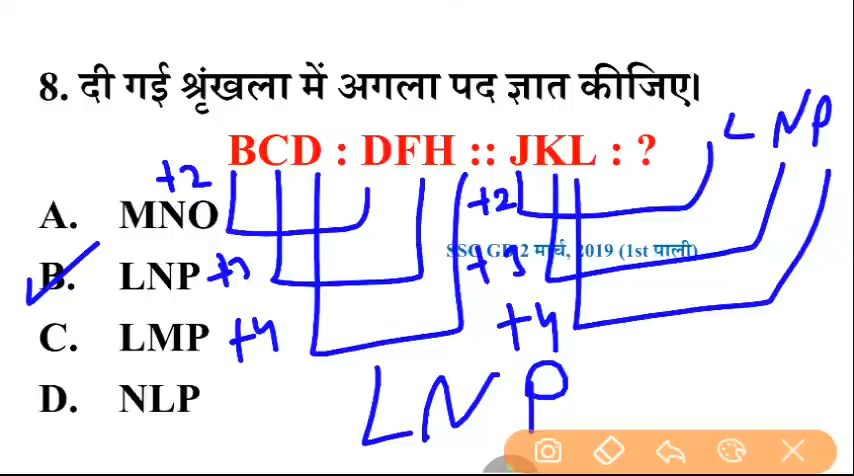 8. दी गई श्रृंखला में अगला पद ज्ञात कीजिए।
L N P
BCD : DFH :: JKL : ?
+2 +2
A. MNO
SSC GD 2 मार्च, 2019 (1st पाली)
B. LNP +3 +3
C. LMP +4 +4
D. NLP
LNP